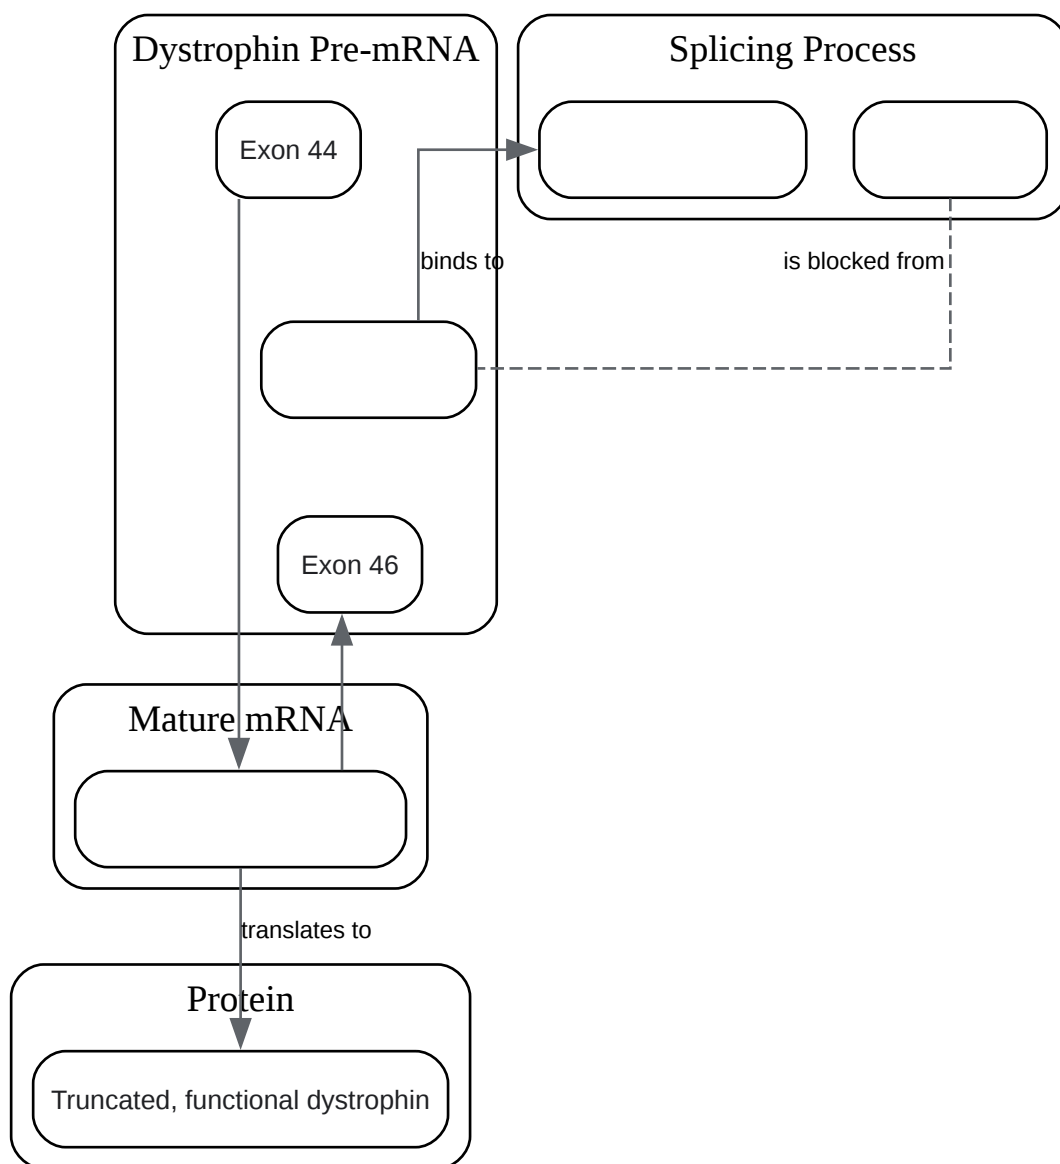 Dystrophin Pre-mRNA
Splicing Process
Exon 44
binds to
is blocked from
Exon 46
Mature mRNA
translates to
Protein
Truncated, functional dystrophin